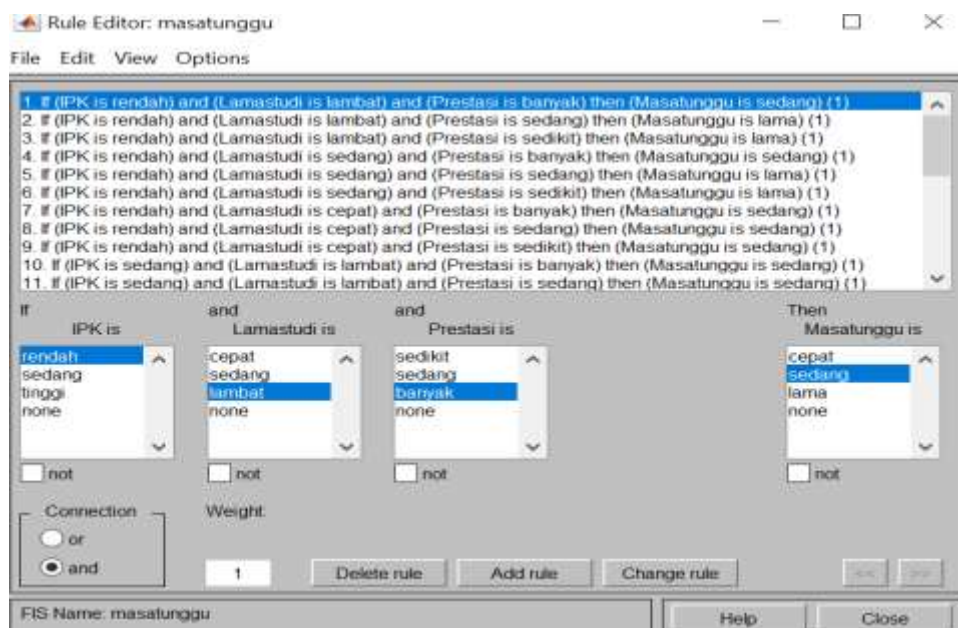 Rule Editor: masatunggu
File Edit View Options
1. If (IPK is rendah) and (Lamastudi is lambat) and (Prestasi is banyak) then (Masatunggu is sedang) (1)
2. If (IPK is rendah) and (Lamastudi is lambat) and (Prestasi is sedang) then (Masatunggu is lama) (1)
3. If (IPK is rendah) and (Lamastudi is lambat) and (Prestasi is sedikit) then (Masatunggu is lama) (1)
4. If (IPK is rendah) and (Lamastudi is sedang) and (Prestasi is banyak) then (Masatunggu is sedang) (1)
5. If (IPK is rendah) and (Lamastudi is sedang) and (Prestasi is sedang) then (Masatunggu is lama) (1)
6. If (IPK is rendah) and (Lamastudi is sedang) and (Prestasi is sedikit) then (Masatunggu is lama) (1)
7. If (IPK is rendah) and (Lamastudi is cepat) and (Prestasi is banyak) then (Masatunggu is sedang) (1)
8. If (IPK is rendah) and (Lamastudi is cepat) and (Prestasi is sedang) then (Masatunggu is sedang) (1)
9. If (IPK is rendah) and (Lamastudi is cepat) and (Prestasi is sedikit) then (Masatunggu is sedang) (1)
10. If (IPK is sedang) and (Lamastudi is lambat) and (Prestasi is banyak) then (Masatunggu is sedang) (1)
11. If (IPK is sedang) and (Lamastudi is lambat) and (Prestasi is sedang) then (Masatunggu is sedang) (1)
If and and Then
IPK is Lamastudi is Prestasi is Masatunggu is
rendah
sedang
tinggi
none
cepat
sedang
lambat
none
sedikit
sedang
banyak
none
cepat
sedang
lama
none
not not not not
Connection
or
and
Weight:
1 Delete rule Add rule Change rule << >>
FIS Name: masatunggu Help Close